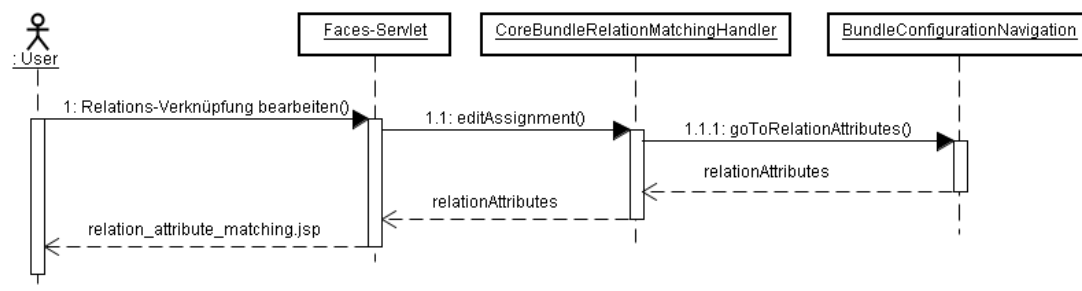 : User
Faces-Servlet
CoreBundleRelationMatchingHandler
BundleConfigurationNavigation
1: Relations-Verknüpfung bearbeiten()
1.1: editAssignment()
1.1.1: goToRelationAttributes()
relationAttributes
relationAttributes
relation_attribute_matching.jsp